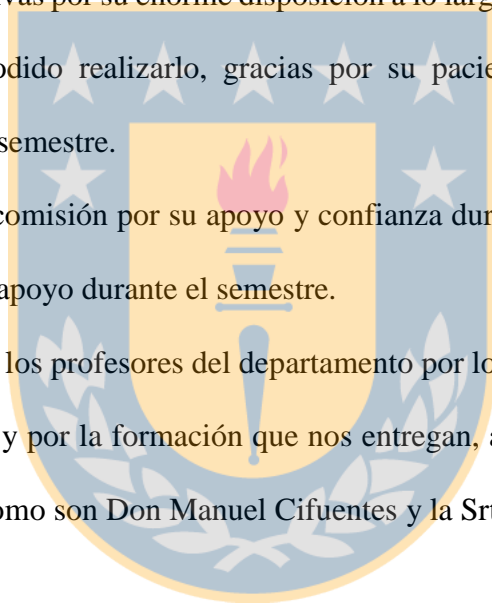 por su enorme disposición a lo larg
realizarlo, gracias por su pacie
semestre.
comisión por su apoyo y confianza dur
apoyo durante el semestre.
los profesores del departamento por lo
y por la formación que nos entregan, a
omo son Don Manuel Cifuentes y la Srt